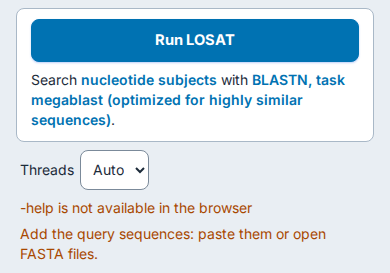 Run LOSAT
Search nucleotide subjects with BLASTN, task
megablast (optimized for highly similar
sequences).
Threads Auto
-help is not available in the browser
Add the query sequences: paste them or open
FASTA files.